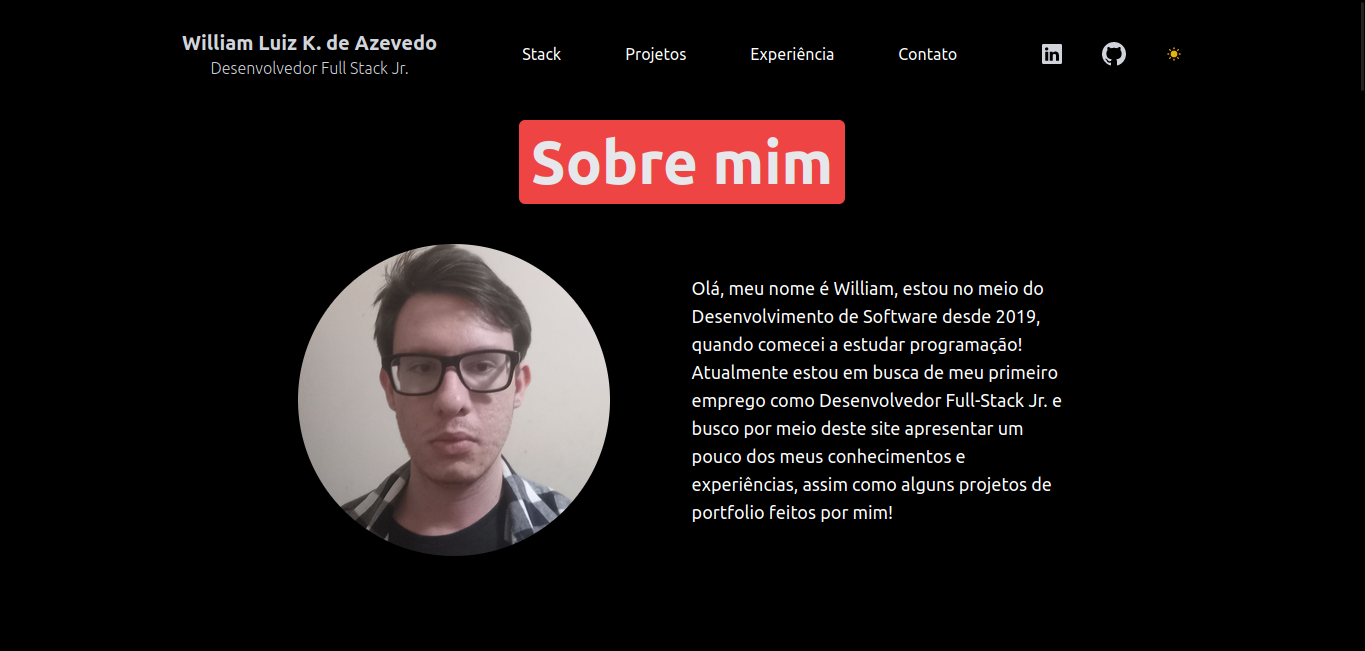 William Luiz K. de Azevedo
Desenvolvedor Full Stack Jr.
Stack
Projetos
Experiência
Contato
in
Sobre mim
Olá, meu nome é William, estou no meio do
Desenvolvimento de Software desde 2019,
quando comecei a estudar programação!
Atualmente estou em busca de meu primeiro
emprego como Desenvolvedor Full-Stack Jr. e
busco por meio deste site apresentar um
pouco dos meus conhecimentos e
experiências, assim como alguns projetos de
portfolio feitos por mim!